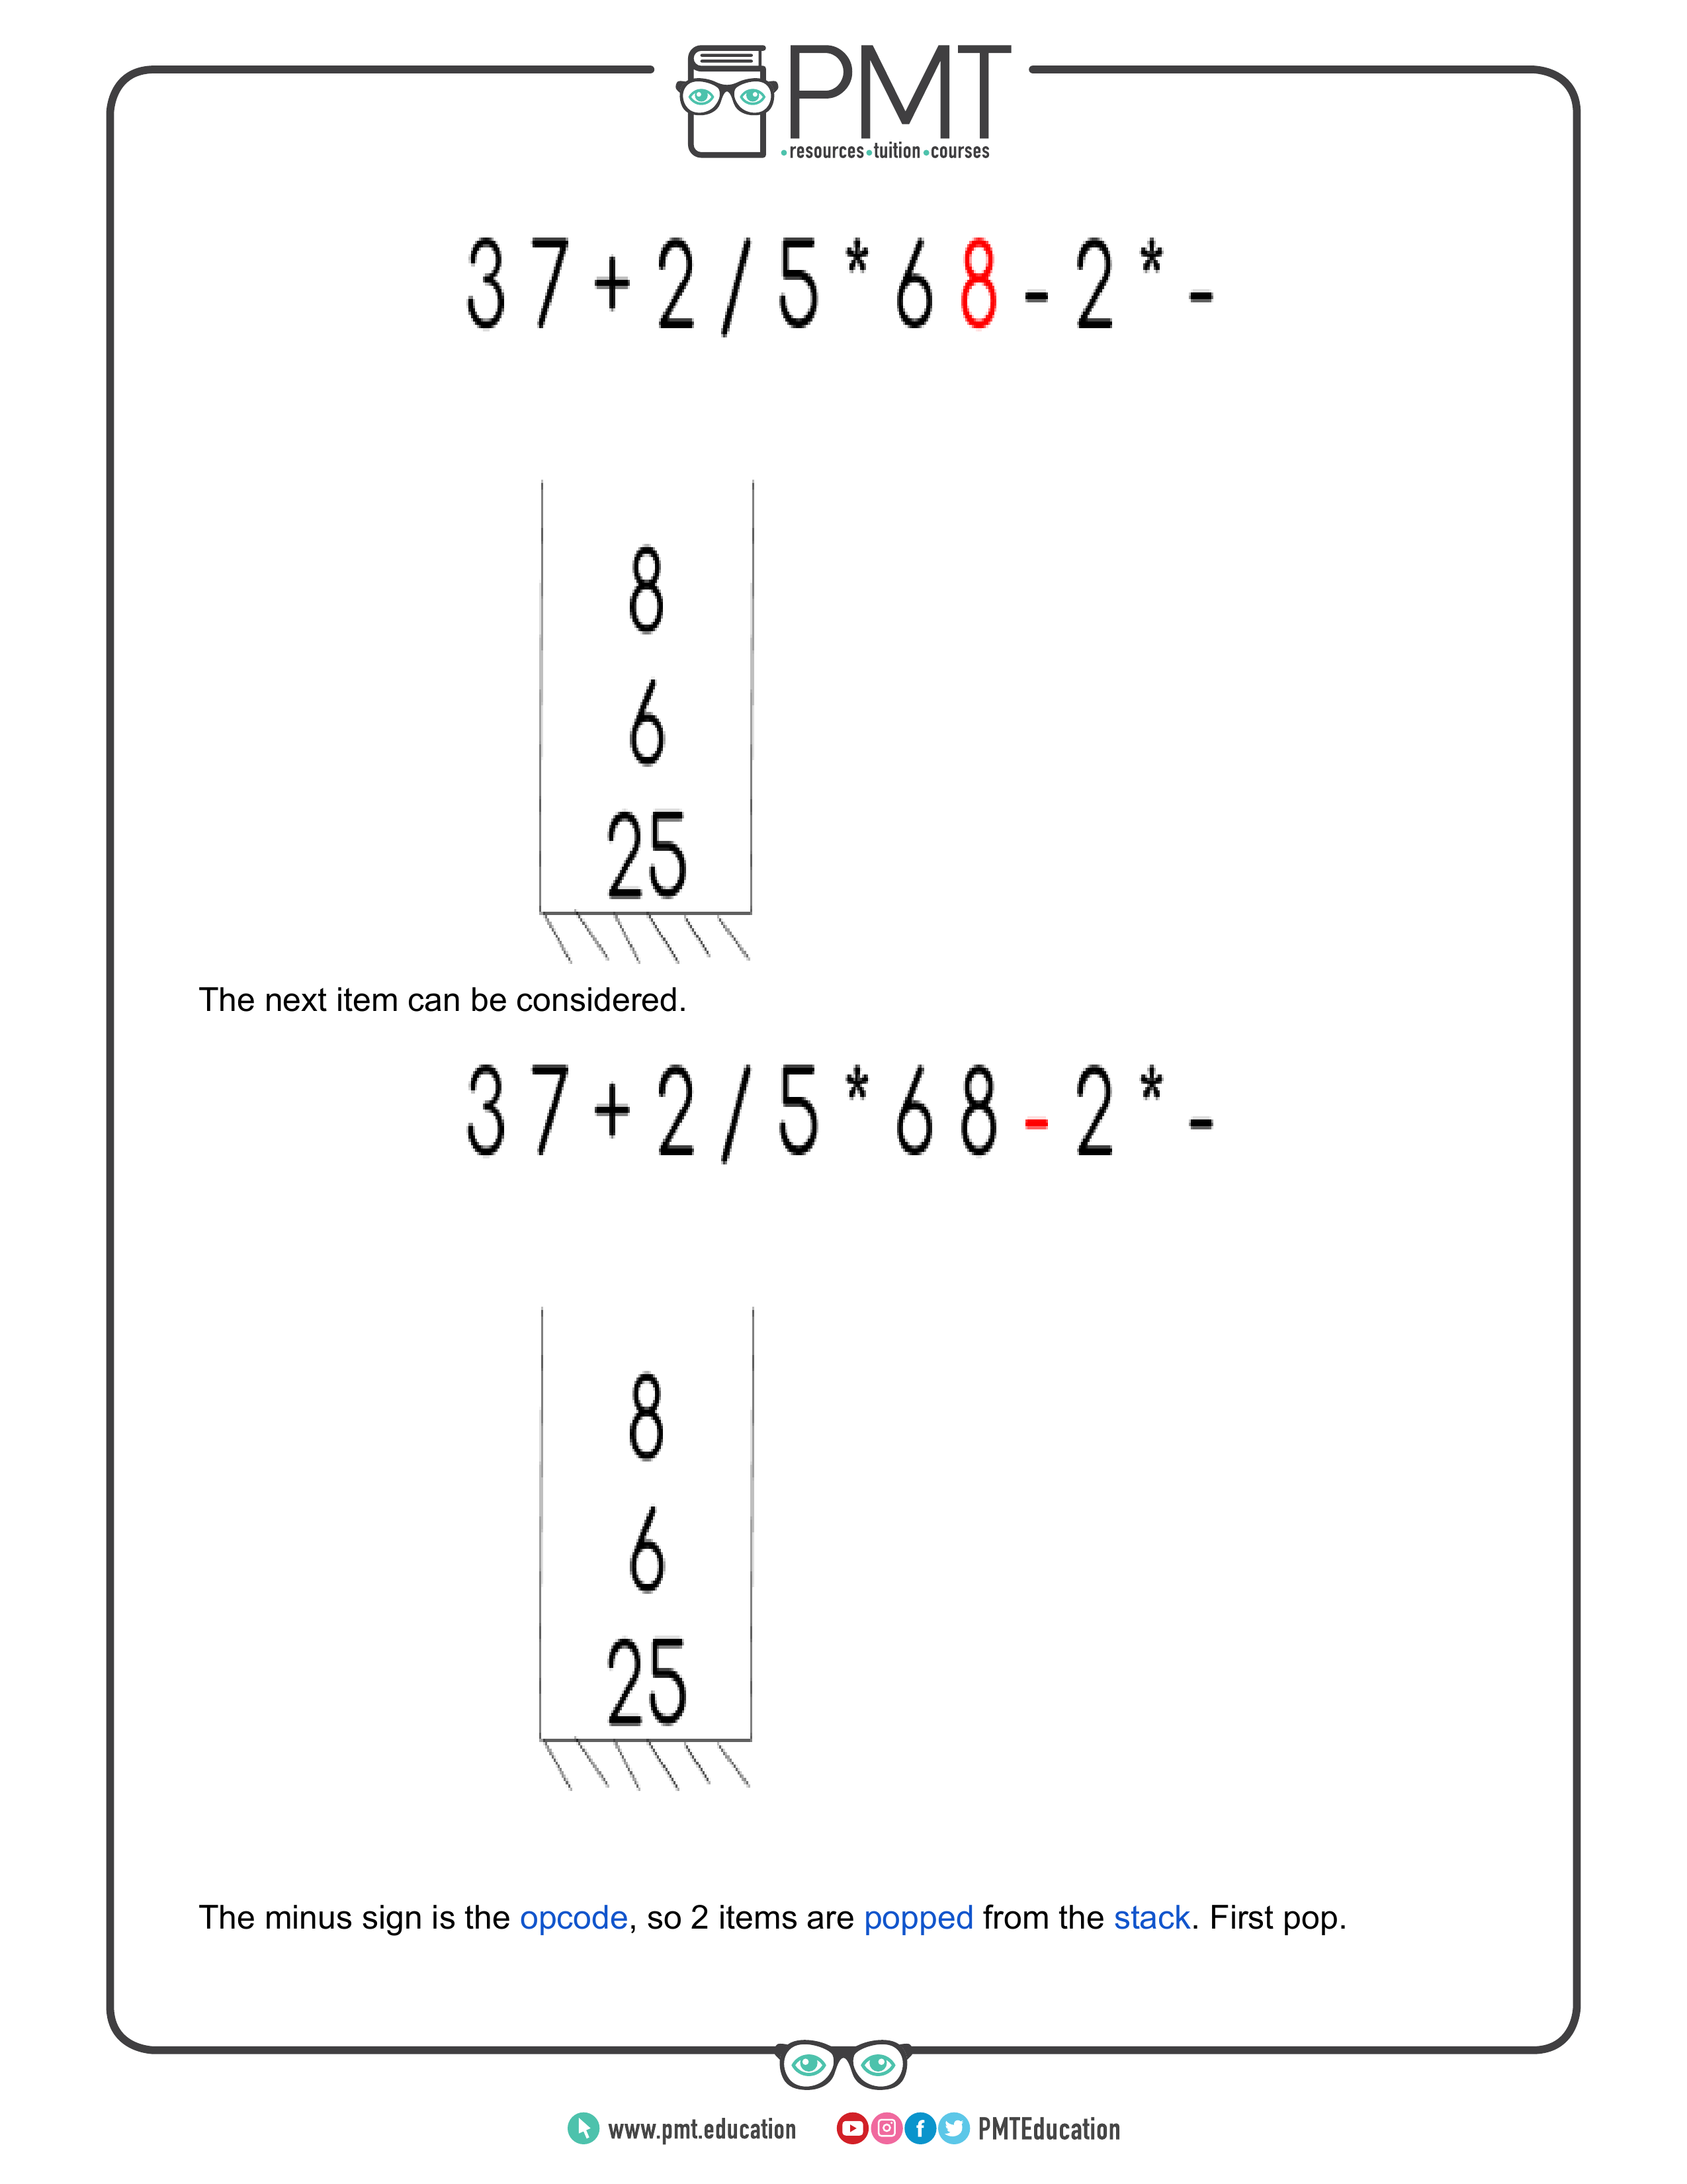 PMT
•resources•tuition•courses
3 7 + 2 / 5 * 6 8 - 2 * -
8
6
25
The next item can be considered.
3 7 + 2 / 5 * 6 8 - 2 * -
8
6
25
The minus sign is the opcode, so 2 items are popped from the stack. First pop.
www.pmt.education PMTEducation